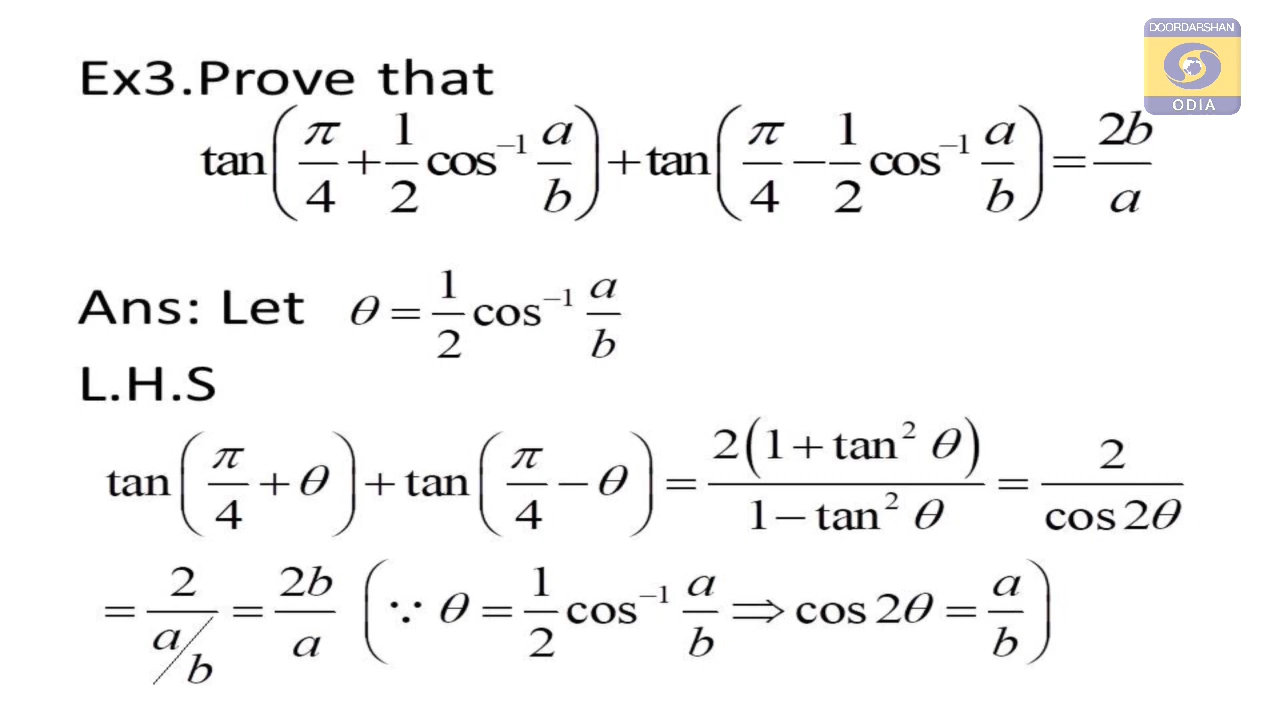 DOORDARSHAN
ODIA
Ex3.Prove that
tan(π/4 + 1/2 cos⁻¹ a/b) + tan(π/4 − 1/2 cos⁻¹ a/b) = 2b/a
Ans: Let θ = 1/2 cos⁻¹ a/b
L.H.S
tan(π/4 + θ) + tan(π/4 − θ) = 2(1 + tan² θ)/(1 − tan² θ) = 2/cos 2θ
= 2/(a/b) = 2b/a (∵ θ = 1/2 cos⁻¹ a/b ⇒ cos 2θ = a/b)